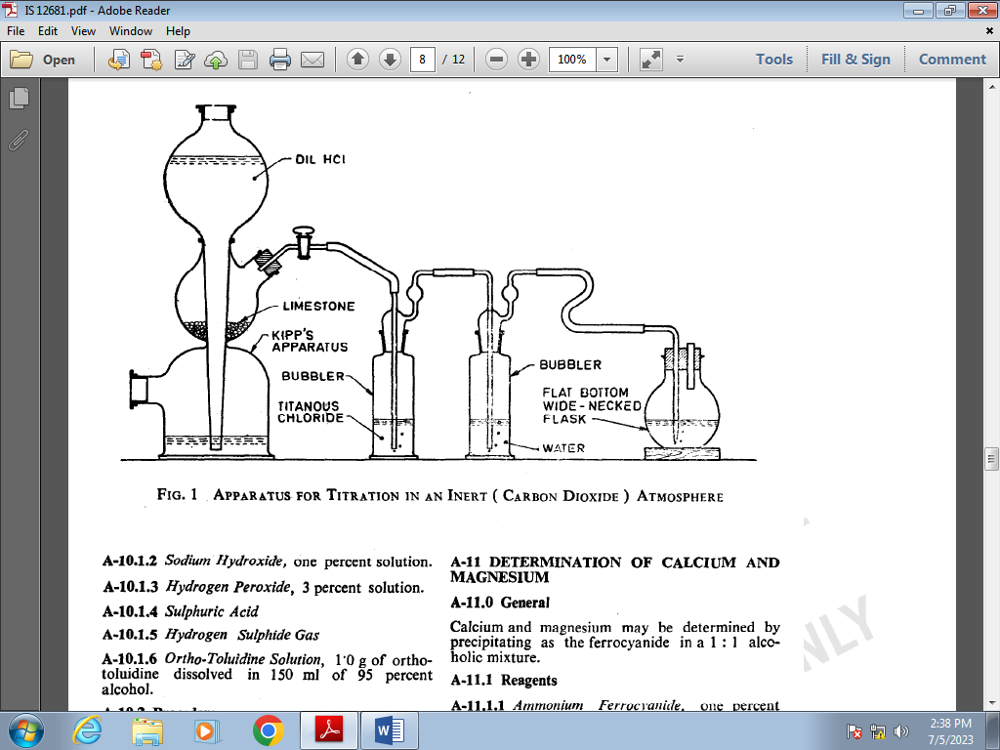 IS 12681.pdf - Adobe Reader
File Edit View Window Help
Open 8 / 12 100% Tools Fill & Sign Comment
DIL HCl
LIMESTONE
KIPP'S
APPARATUS
BUBBLER
TITANOUS
CHLORIDE
BUBBLER
FLAT BOTTOM
WIDE-NECKED
FLASK
WATER
FIG. 1 APPARATUS FOR TITRATION IN AN INERT ( CARBON DIOXIDE ) ATMOSPHERE
A-10.1.2 Sodium Hydroxide, one percent solution.
A-10.1.3 Hydrogen Peroxide, 3 percent solution.
A-10.1.4 Sulphuric Acid
A-10.1.5 Hydrogen Sulphide Gas
A-10.1.6 Ortho-Toluidine Solution, 1·0 g of ortho-
toluidine dissolved in 150 ml of 95 percent
alcohol.
A-11 DETERMINATION OF CALCIUM AND
MAGNESIUM
A-11.0 General
Calcium and magnesium may be determined by
precipitating as the ferrocyanide in a 1 : 1 alco-
holic mixture.
A-11.1 Reagents
A-11.1.1 Ammonium Ferrocyanide, one percent
NLY
2:38 PM
7/5/2023